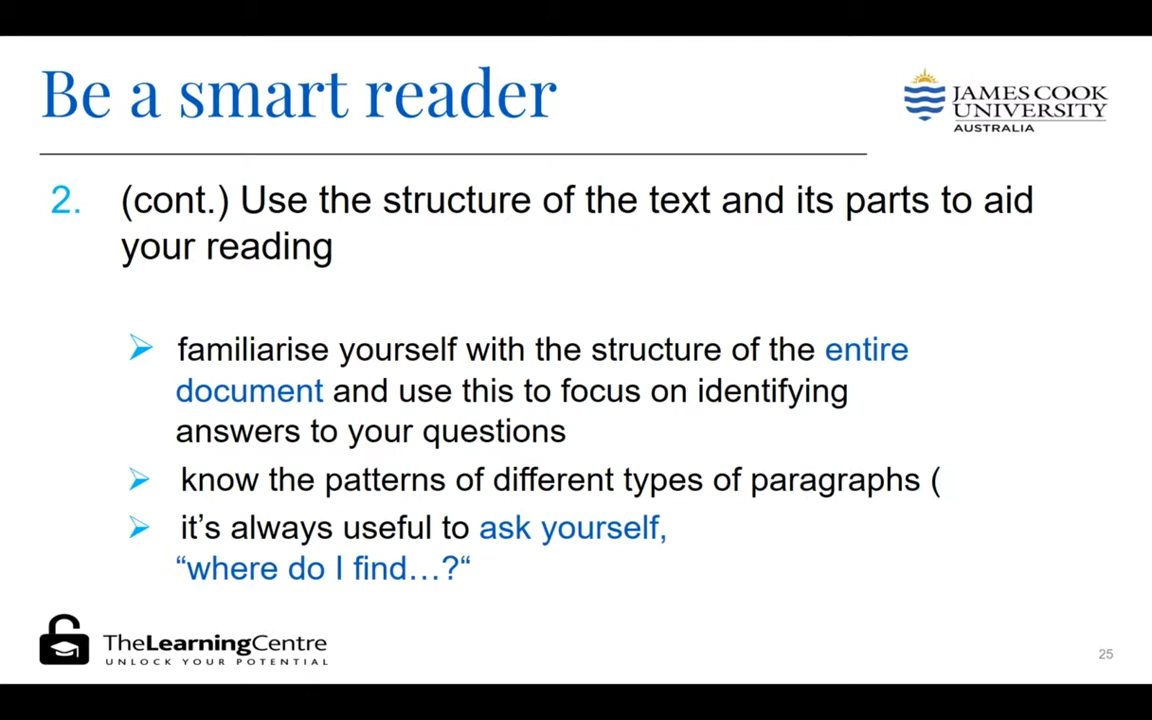 Be a smart reader
JAMES COOK
UNIVERSITY
AUSTRALIA
2. (cont.) Use the structure of the text and its parts to aid
your reading
➢ familiarise yourself with the structure of the entire
document and use this to focus on identifying
answers to your questions
➢ know the patterns of different types of paragraphs (
➢ it’s always useful to ask yourself,
“where do I find…?“
TheLearningCentre
UNLOCK YOUR POTENTIAL
25